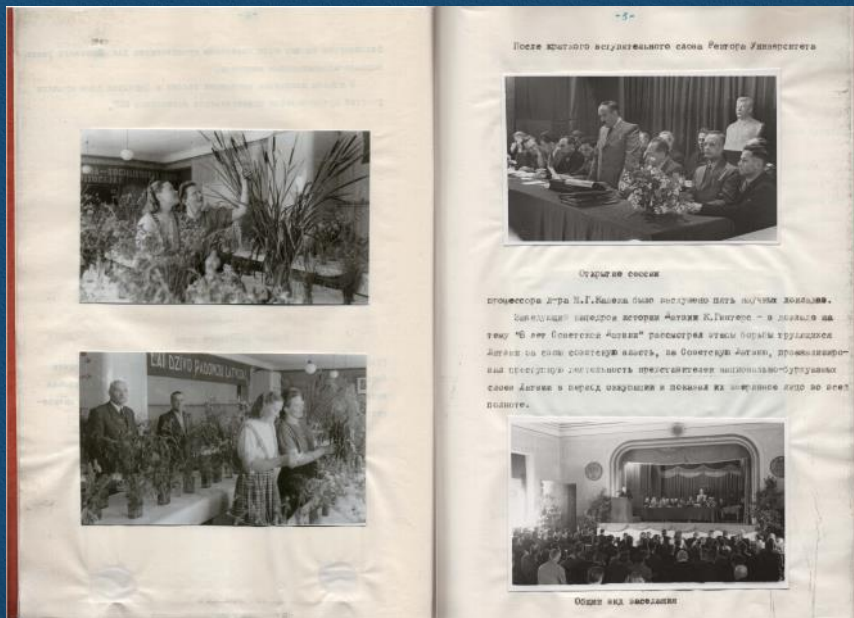 LAI DZĪVO PADOMJU LATVIJA
После краткого вступительного слова Ректора Университета
Открытие сессии
профессора Д-ра М.Г.Кадека было заслушано пять научных докладов.
Заведующий кафедрой истории Латвии - в докладе на
тему "8 лет Советской Латвии" рассмотрел этапы борьбы трудящихся
Латвии за свою советскую власть, за Советскую Латвию, проанализиро-
вал преступную деятельность представителей национально-буржуазных
слоев Латвии в период оккупации и показал их звериное лицо во всей
полноте.
Общий вид заседания